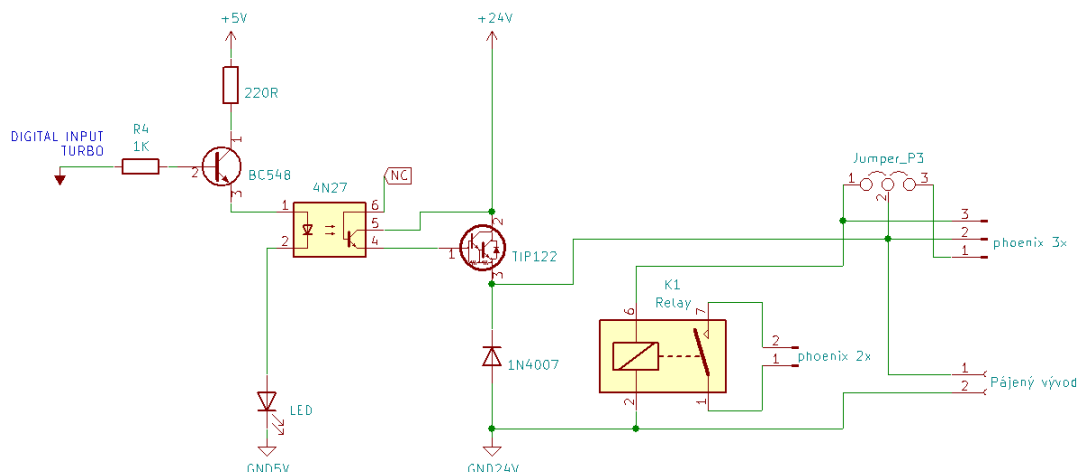 +5V
+24V
220R
R4
1K
DIGITAL INPUT
TURBO
1
2
3
BC548
4N27
NC
1
2
6
5
4
1
2
3
TIP122
1N4007
LED
GND5V
GND24V
K1
Relay
6
7
2
1
2
1
phoenix 2x
Jumper_P3
1
2
3
3
2
1
phoenix 3x
1
2
Pájený vývod